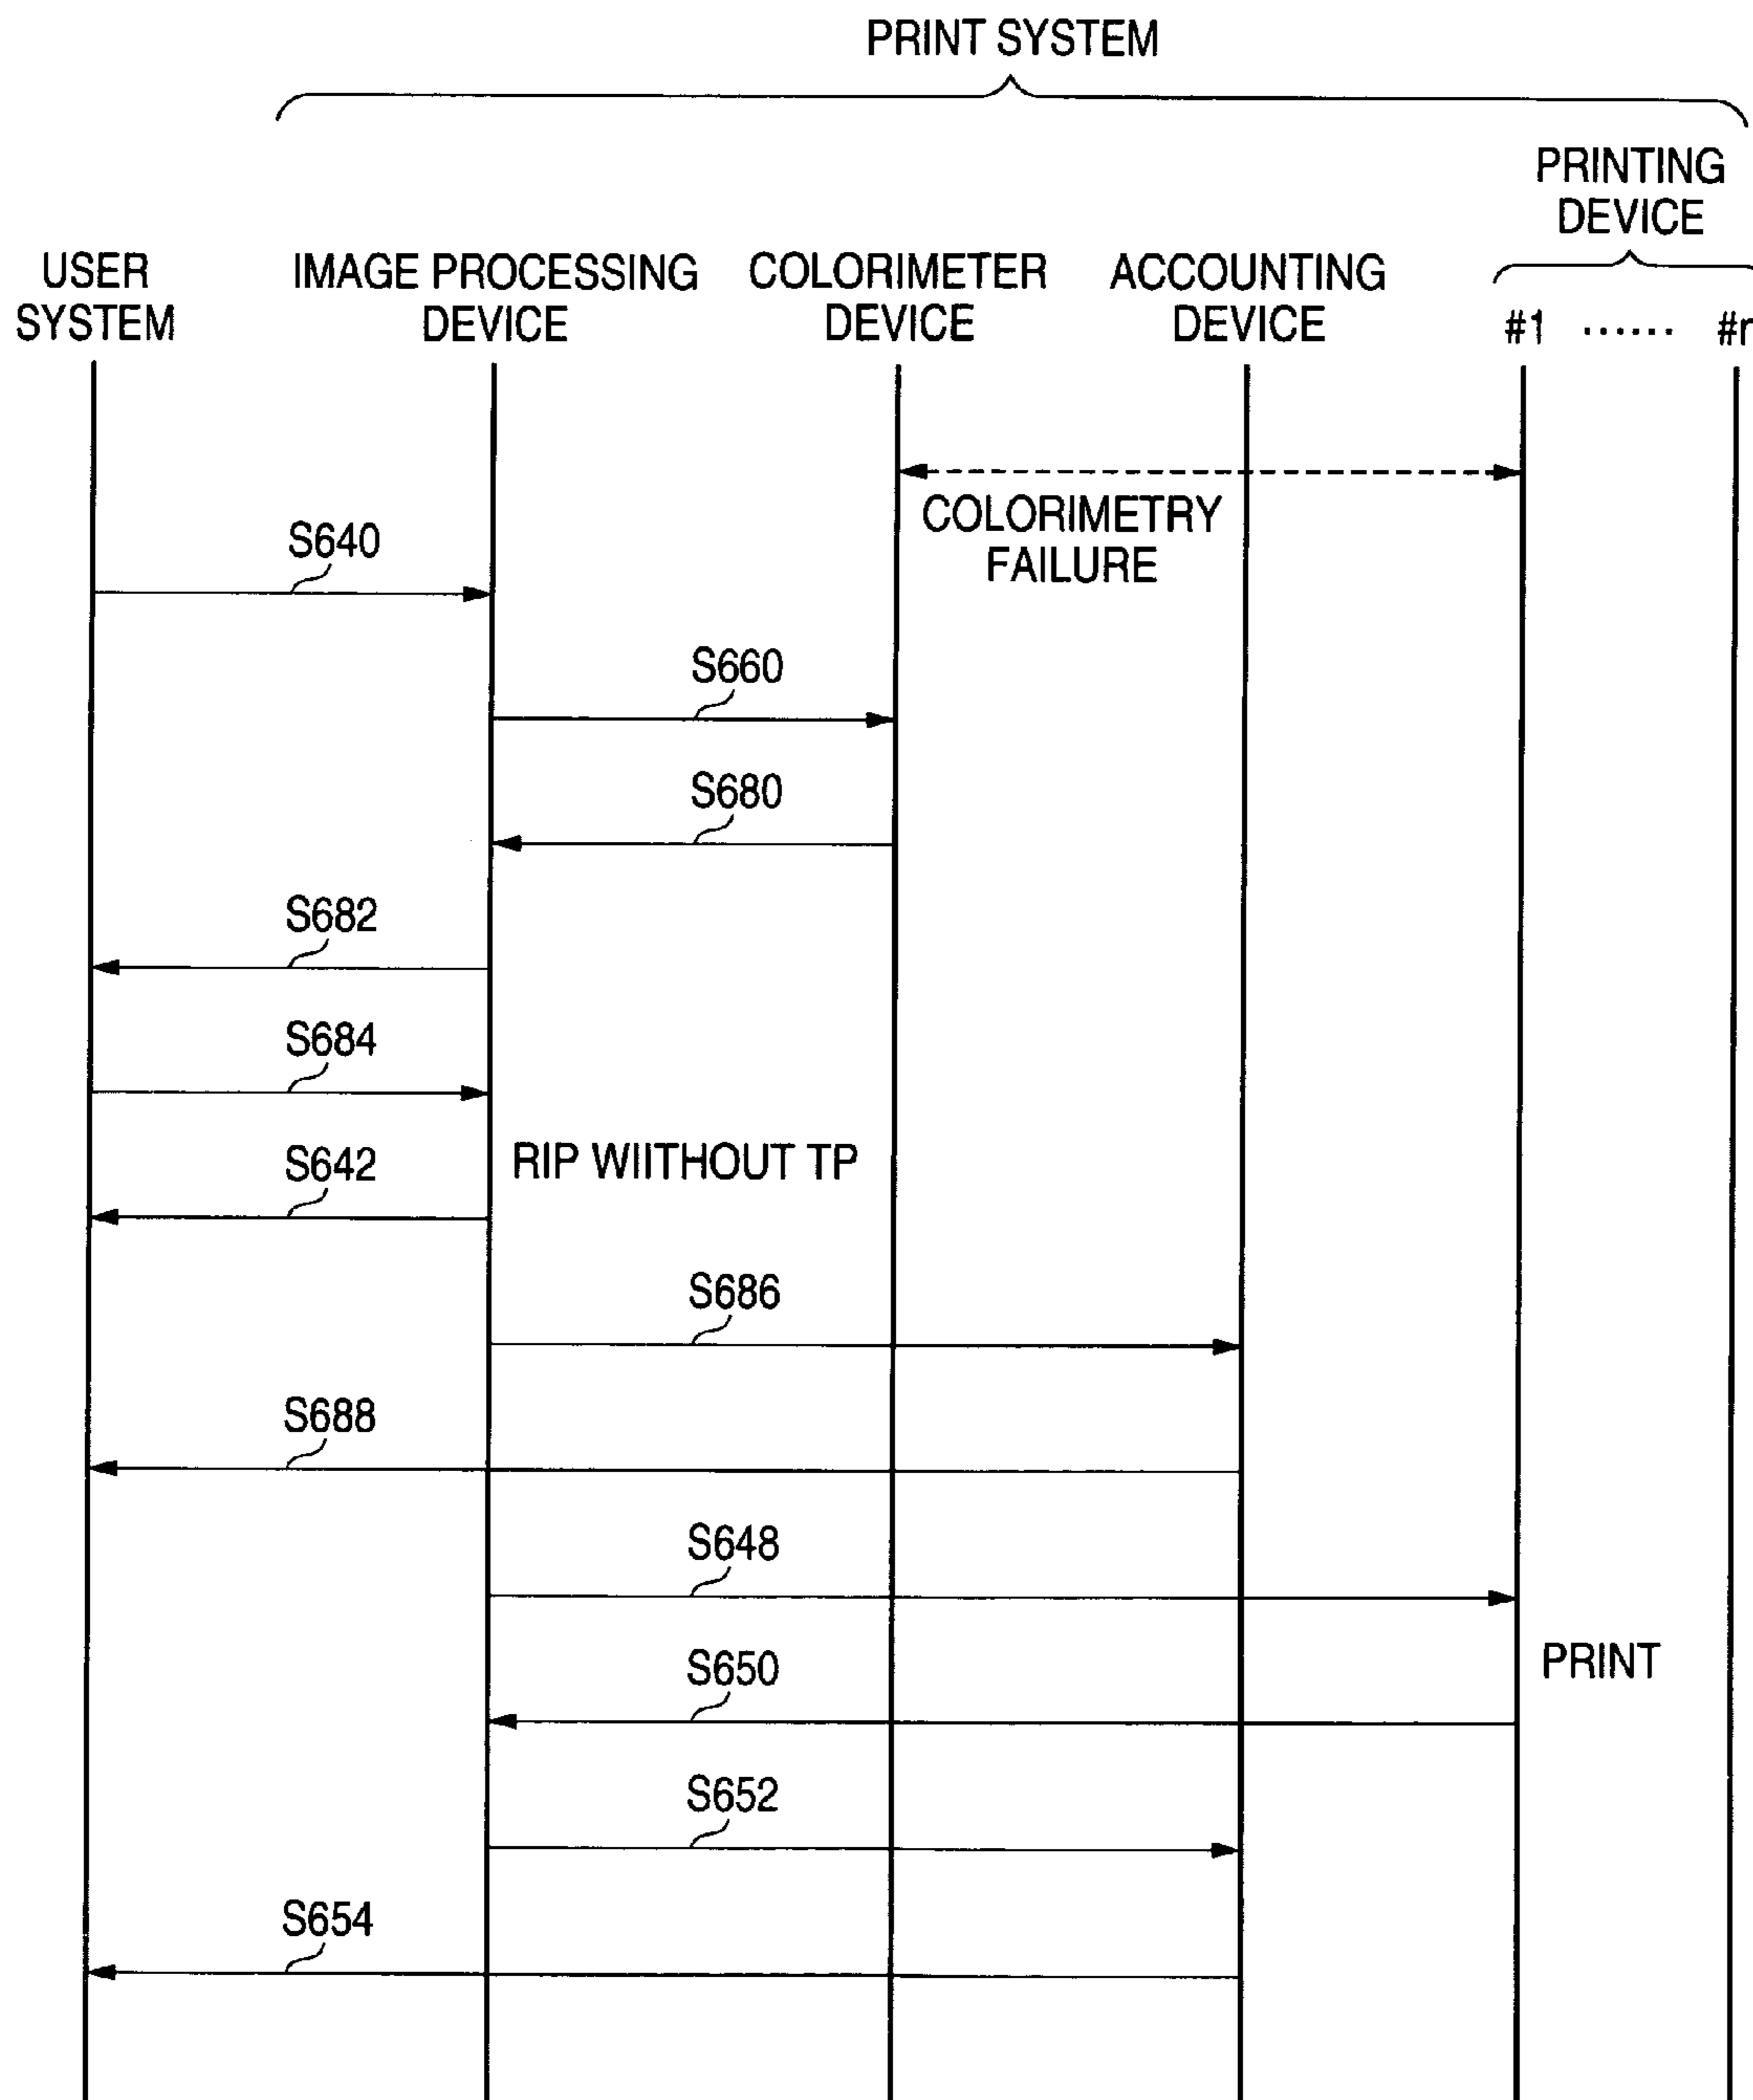 PRINT SYSTEM
PRINTING
DEVICE
USER
SYSTEM
IMAGE PROCESSING
DEVICE
COLORIMETER
DEVICE
ACCOUNTING
DEVICE
#1 ······
COLORIMETRY
FAILURE
S640
S660
S680
S682
S684
RIP WIITHOUT TP
S642
S686
S688
S648
PRINT
S650
S652
S654